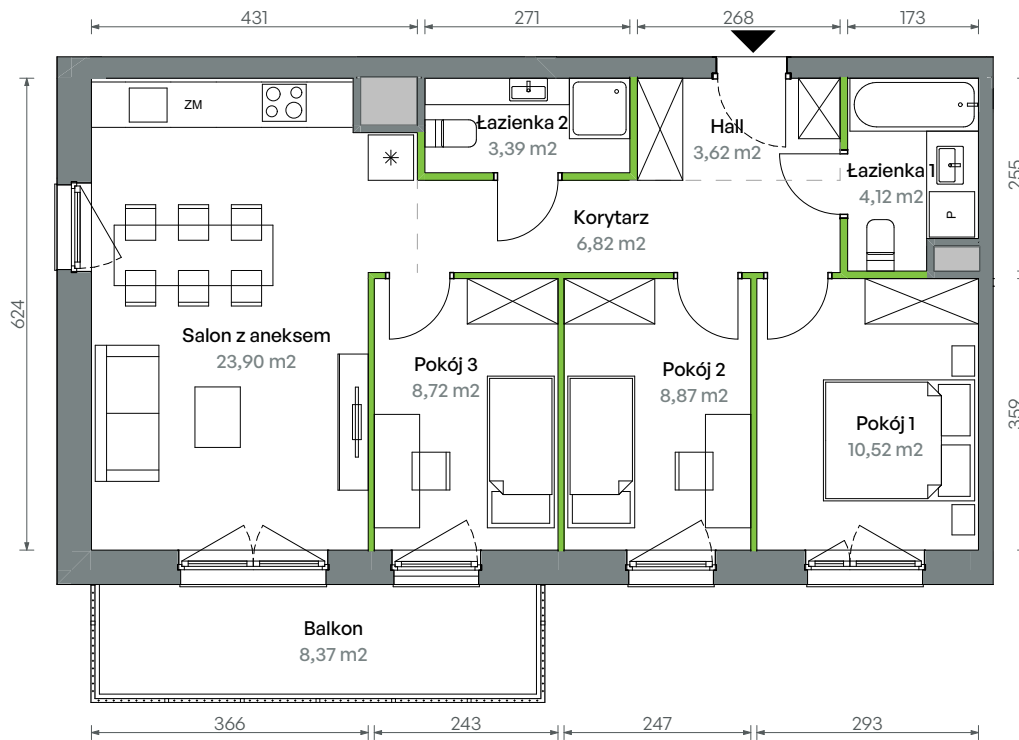 431
271
268
173
ZM
Łazienka 2
3,39 m2
Hall
3,62 m2
Łazienka 1
4,12 m2
255
P
Korytarz
6,82 m2
624
Salon z aneksem
23,90 m2
Pokój 3
8,72 m2
Pokój 2
8,87 m2
Pokój 1
10,52 m2
359
Balkon
8,37 m2
366
243
247
293